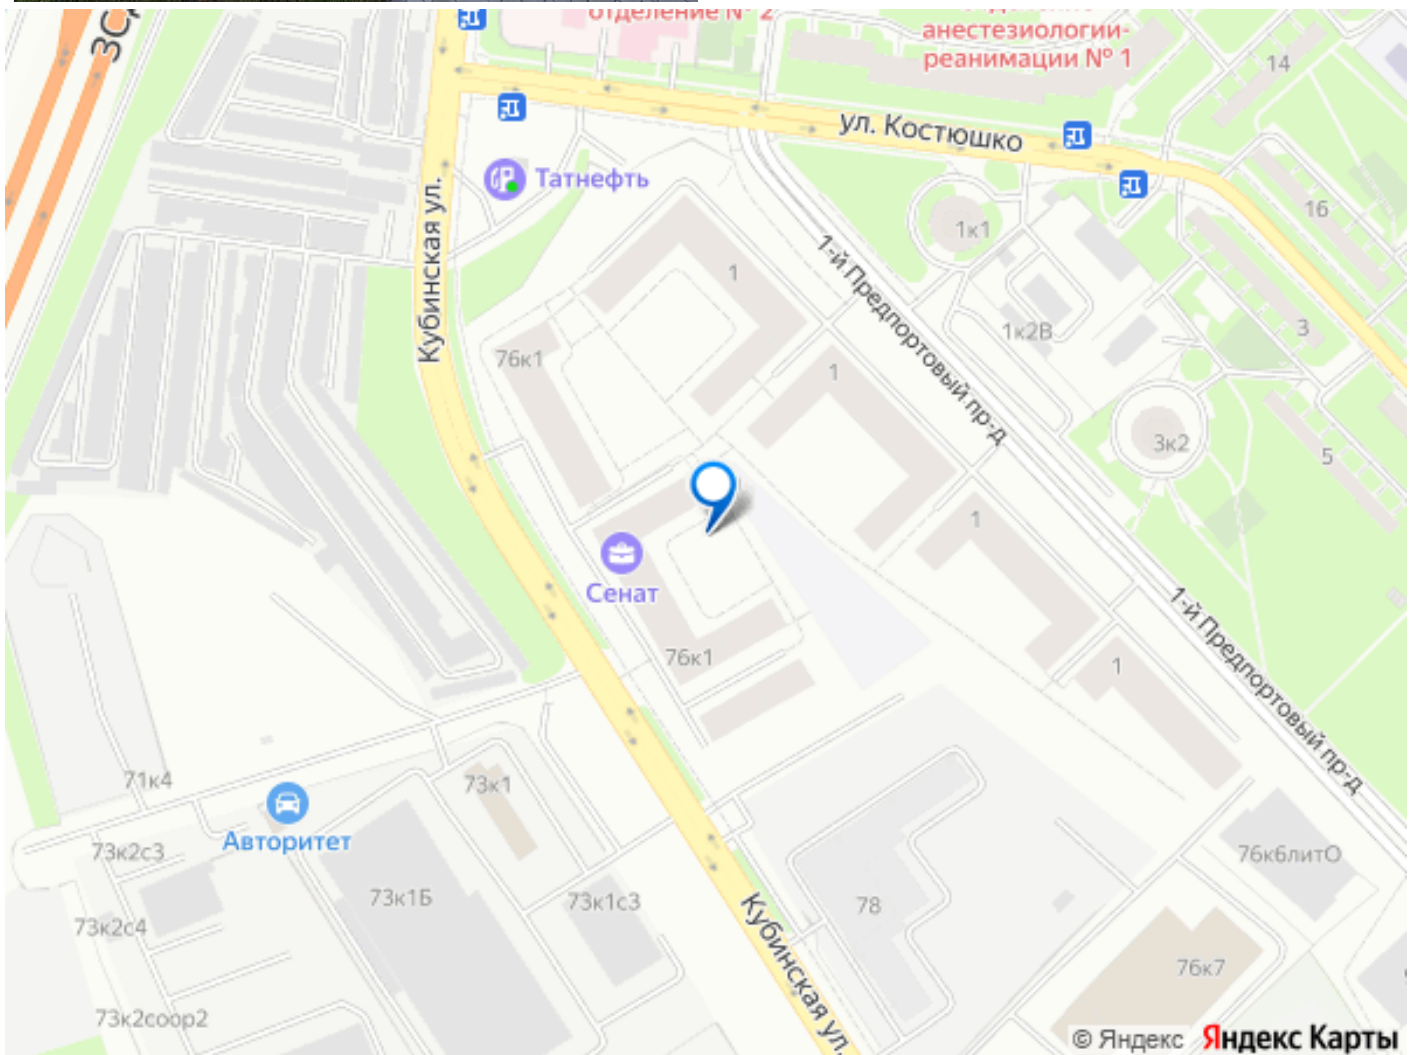 ЗС
отделение № 2
анестезиологии-
реанимации № 1
14
ул. Костюшко
Татнефть
Кубинская ул.
16
1к1
1-й Предпортовый пр-д
1
76к1
1к2В
3
1
3к2
5
1
Сенат
1-й Предпортовый пр-д
76к1
1
71к4
73к1
Авторитет
73к2с3
76к6литО
73к1Б
73к1с3
78
73к2с4
Кубинская ул.
76к7
73к2соор2
© Яндекс Яндекс Карты